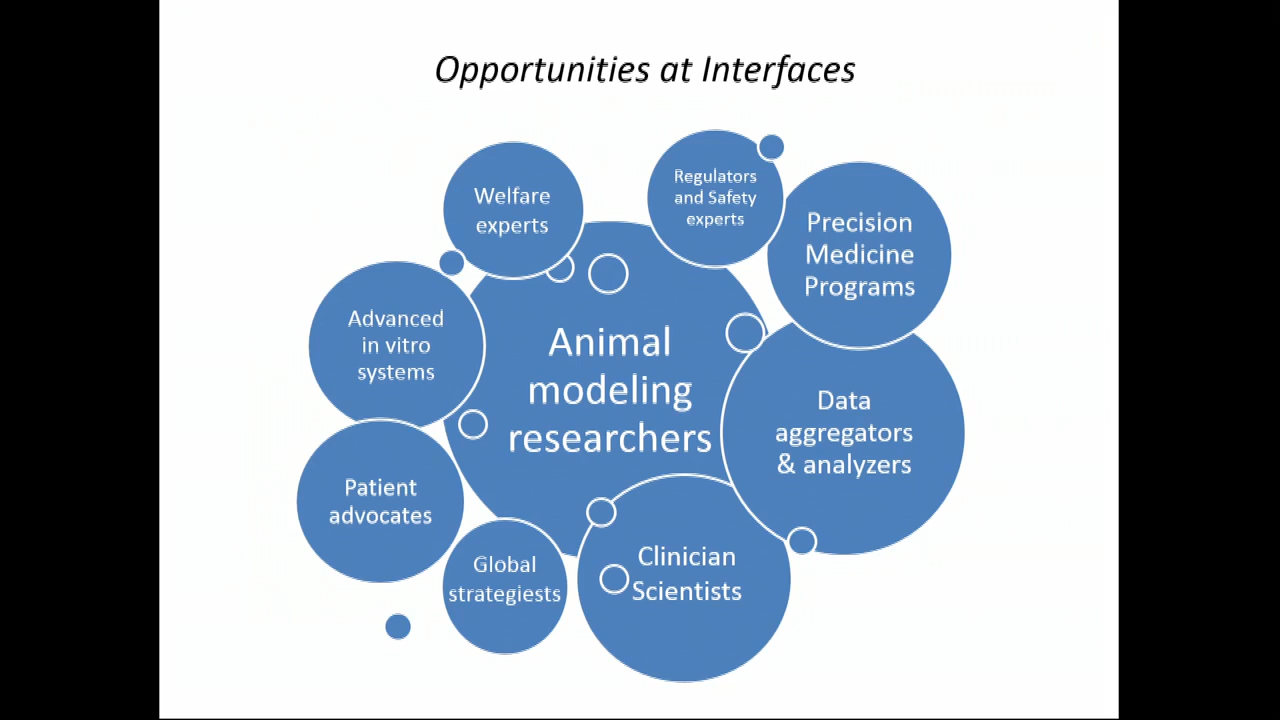 Opportunities at Interfaces
Welfare
experts
Regulators
and Safety
experts
Precision
Medicine
Programs
Advanced
in vitro
systems
Animal
modeling
researchers
Data
aggregators
& analyzers
Patient
advocates
Global
strategiests
Clinician
Scientists